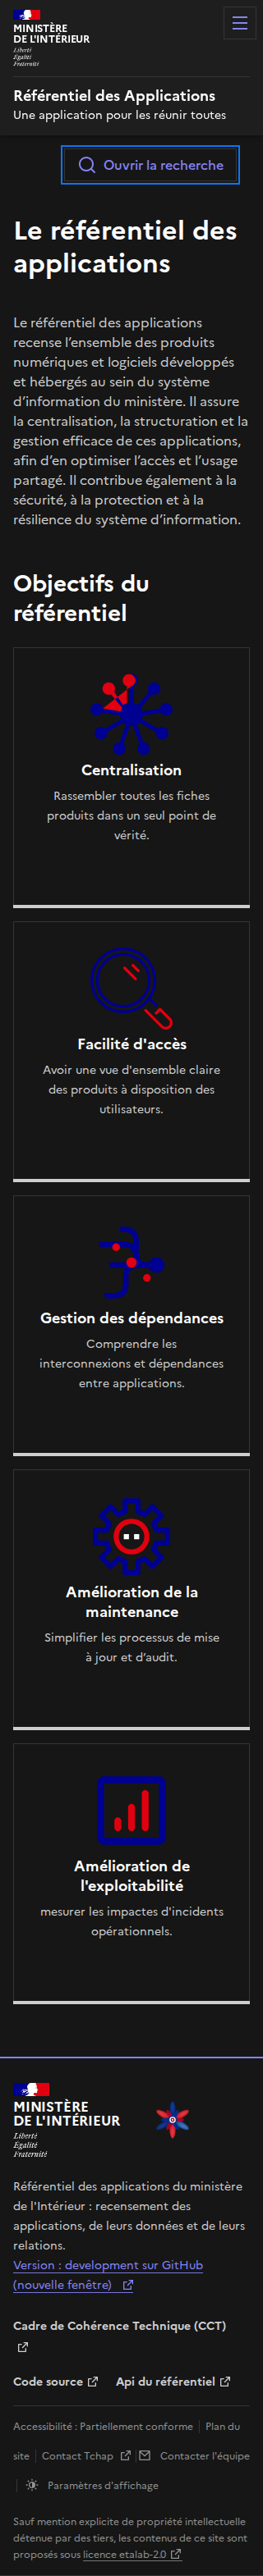 MINISTÈRE
DE L'INTÉRIEUR
Liberté
Égalité
Fraternité
Référentiel des Applications
Une application pour les réunir toutes
Ouvrir la recherche
Le référentiel des
applications
Le référentiel des applications
recense l’ensemble des produits
numériques et logiciels développés
et hébergés au sein du système
d’information du ministère. Il assure
la centralisation, la structuration et la
gestion efficace de ces applications,
afin d’en optimiser l’accès et l’usage
partagé. Il contribue également à la
sécurité, à la protection et à la
résilience du système d’information.
Objectifs du
référentiel
Centralisation
Rassembler toutes les fiches
produits dans un seul point de
vérité.
Facilité d'accès
Avoir une vue d'ensemble claire
des produits à disposition des
utilisateurs.
Gestion des dépendances
Comprendre les
interconnexions et dépendances
entre applications.
Amélioration de la
maintenance
Simplifier les processus de mise
à jour et d’audit.
Amélioration de
l'exploitabilité
mesurer les impactes d'incidents
opérationnels.
MINISTÈRE
DE L'INTÉRIEUR
Liberté
Égalité
Fraternité
Référentiel des applications du ministère
de l'Intérieur : recensement des
applications, de leurs données et de leurs
relations.
Version : development sur GitHub
(nouvelle fenêtre)
Cadre de Cohérence Technique (CCT)
Code source Api du référentiel
Accessibilité : Partiellement conforme Plan du
site Contact Tchap Contacter l'équipe
Paramètres d'affichage
Sauf mention explicite de propriété intellectuelle
détenue par des tiers, les contenus de ce site sont
proposés sous licence etalab-2.0